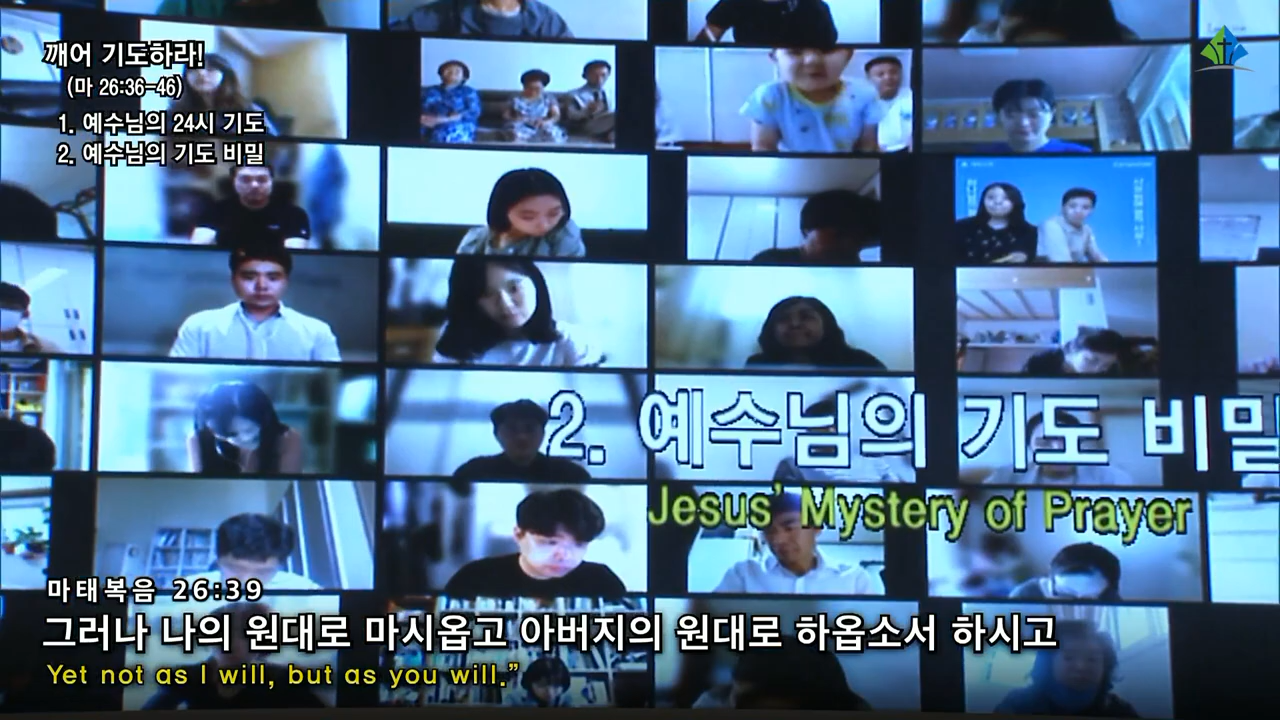 깨어 기도하라!
(마 26:36-46)
1. 예수님의 24시 기도
2. 예수님의 기도 비밀
2. 예수님의 기도 비밀
Jesus' Mystery of Prayer
마태복음 26:39
그러나 나의 원대로 마시옵고 아버지의 원대로 하옵소서 하시고
Yet not as I will, but as you will.”